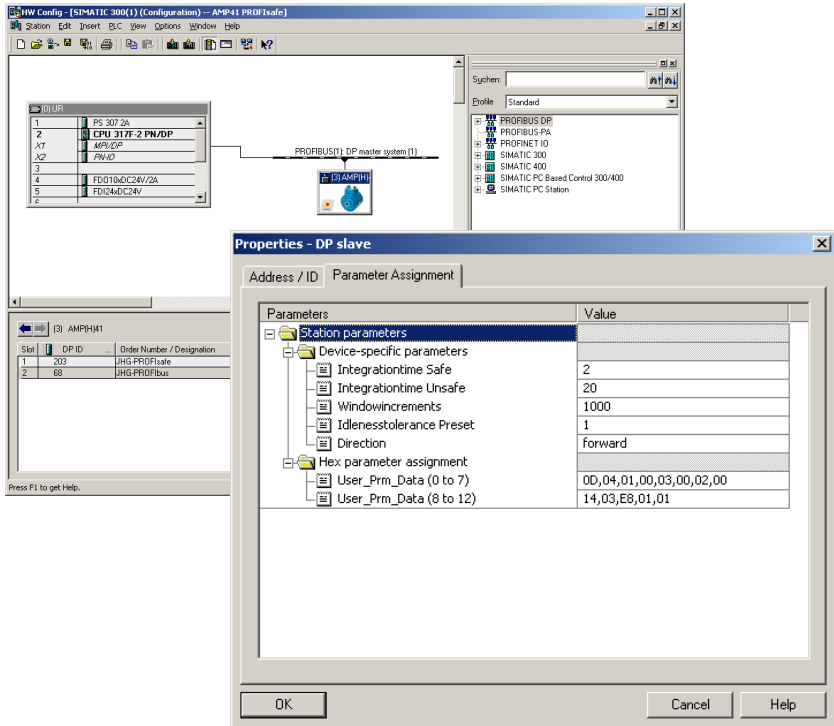 HW Config - [SIMATIC 300(1) (Configuration) -- AMP41 PROFIsafe]
Station Edit Insert PLC View Options Window Help
(0) UR
1 PS 307 2A
2 CPU 317F-2 PN/DP
X1 MPI/DP
X2 PN-IO
3
4 FDO10xDC24V/2A
5 FDI24xDC24V
PROFIBUS(1): DP master system (1)
(3) AMP(H)
Suchen:
Profile Standard
PROFIBUS DP
PROFIBUS-PA
PROFINET IO
SIMATIC 300
SIMATIC 400
SIMATIC PC Based Control 300/400
SIMATIC PC Station
(3) AMP(H)41
Slot DP ID ... Order Number / Designation
1 203 JHG-PROFIsafe
2 68 JHG-PROFIbus
Press F1 to get Help.
Properties - DP slave
Address / ID Parameter Assignment
Parameters Value
Station parameters
Device-specific parameters
Integrationtime Safe 2
Integrationtime Unsafe 20
Windowincrements 1000
Idlenesstolerance Preset 1
Direction forward
Hex parameter assignment
User_Prm_Data (0 to 7) 0D,04,01,00,03,00,02,00
User_Prm_Data (8 to 12) 14,03,E8,01,01
OK Cancel Help